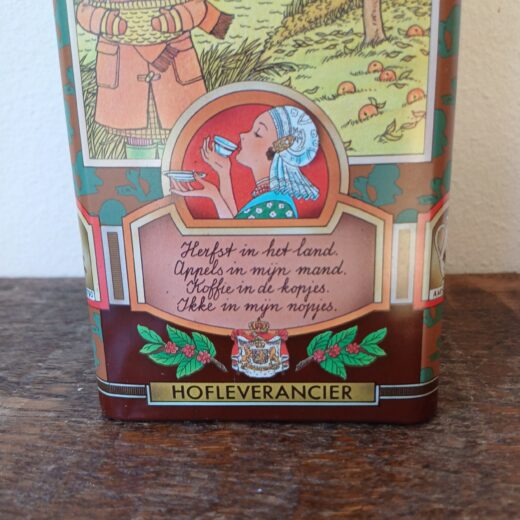 Herfst in het land.
Appels in mijn mand.
Koffie in de kopjes.
Ikke in mijn nopjes.
HOFLEVERANCIER